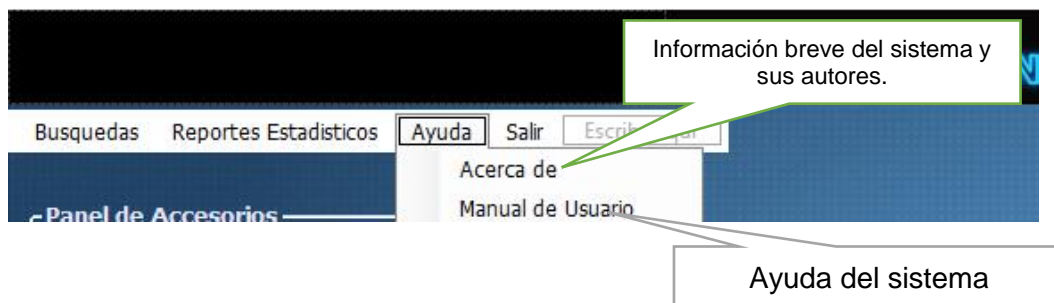 Información breve del sistema y
sus autores.
N
Busquedas Reportes Estadisticos Ayuda Salir
Acerca de
Panel de Accesorios
Manual de Usuario
Ayuda del sistema